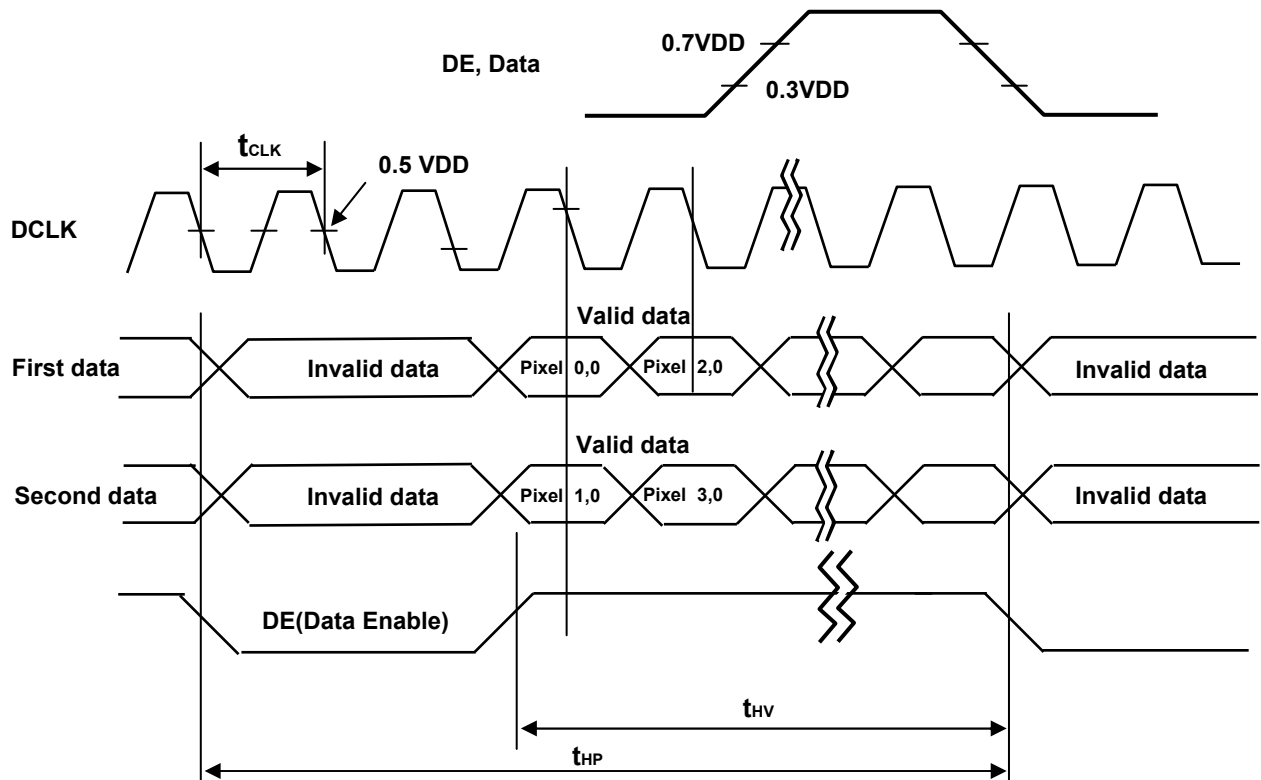 0.7VDD
DE, Data
0.3VDD
tCLK
0.5 VDD
DCLK
Valid data
First data
Invalid data
Pixel 0,0
Pixel 2,0
Invalid data
Valid data
Second data
Invalid data
Pixel 1,0
Pixel 3,0
Invalid data
DE(Data Enable)
tHV
tHP